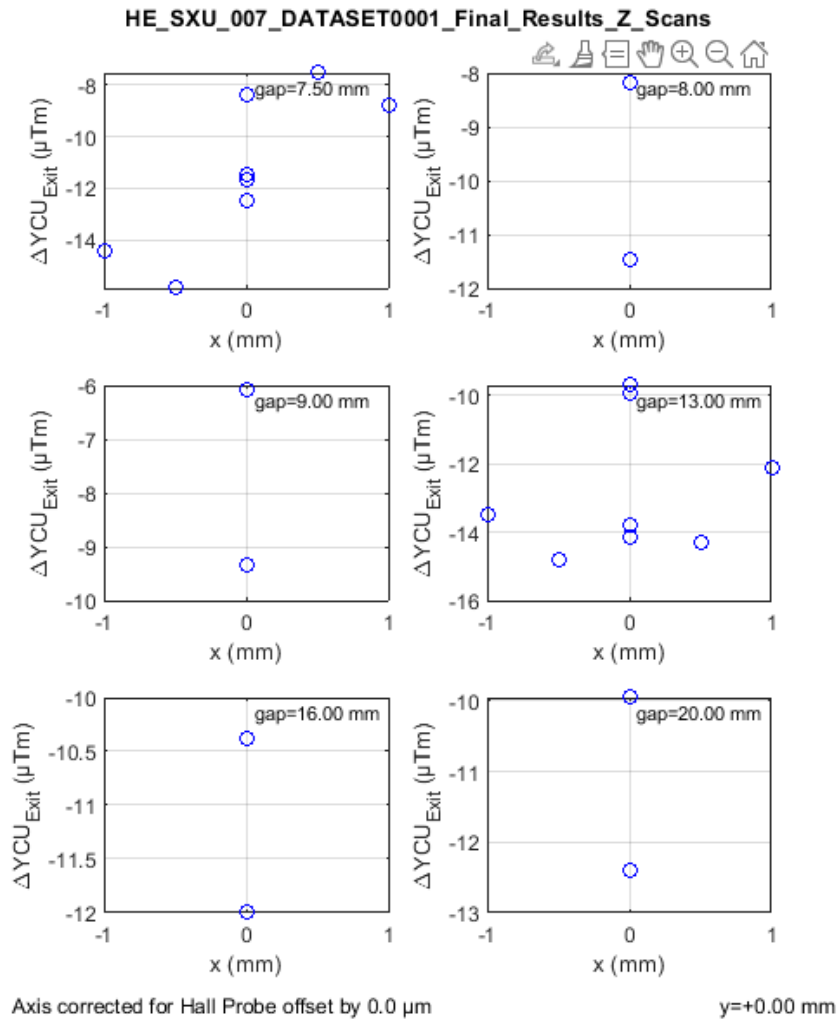 HE_SXU_007_DATASET0001_Final_Results_Z_Scans
gap=7.50 mm
-8
-10
-12
-14
ΔYCU_Exit (μTm)
-1 0 1
x (mm)
gap=8.00 mm
-8
-9
-10
-11
-12
ΔYCU_Exit (μTm)
-1 0 1
x (mm)
gap=9.00 mm
-6
-7
-8
-9
-10
ΔYCU_Exit (μTm)
-1 0 1
x (mm)
gap=13.00 mm
-10
-12
-14
-16
ΔYCU_Exit (μTm)
-1 0 1
x (mm)
gap=16.00 mm
-10
-10.5
-11
-11.5
-12
ΔYCU_Exit (μTm)
-1 0 1
x (mm)
gap=20.00 mm
-10
-11
-12
-13
ΔYCU_Exit (μTm)
-1 0 1
x (mm)
Axis corrected for Hall Probe offset by 0.0 μm
y=+0.00 mm